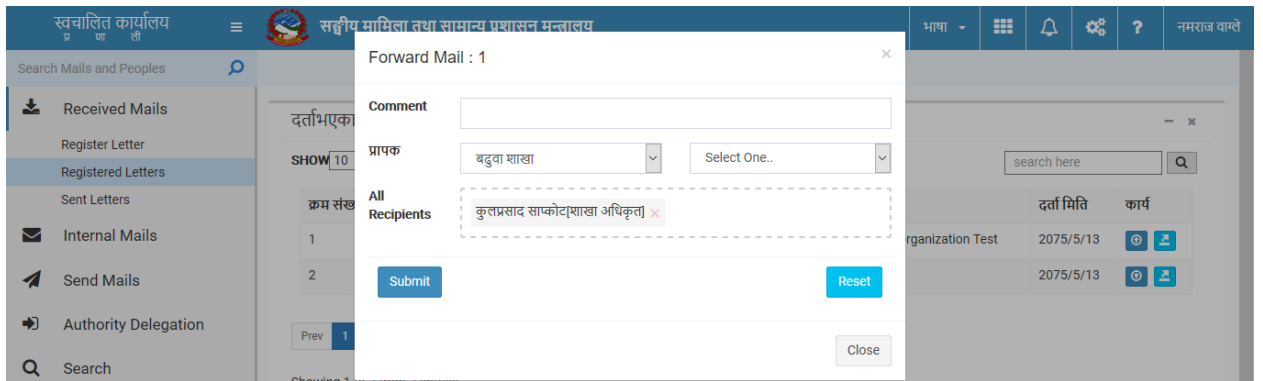 स्वचालित कार्यालय
प्र णा ली
सङ्घीय मामिला तथा सामान्य प्रशासन मन्त्रालय
भाषा
?
नमराज वाग्ले
Search Mails and Peoples
Forward Mail : 1
×
Received Mails
Register Letter
Registered Letters
Sent Letters
Internal Mails
Send Mails
Authority Delegation
Search
दर्ताभएका
SHOW 10
search here
क्रम
दर्ता मिति
कार्य
1
rganization Test
2075/5/13
2
2075/5/13
Prev
1
Comment
प्रापक
बढुवा शाखा
Select One..
All
Recipients
कुलप्रसाद साप्कोटा[शाखा अधिकृत] ×
Submit
Reset
Close